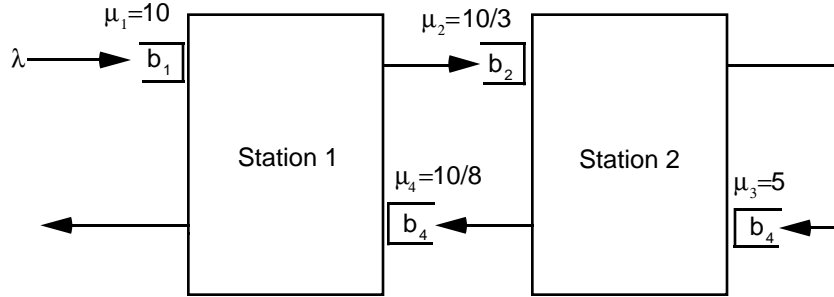 μ₁=10
μ₂=10/3
λ
b₁
b₂
Station 1
Station 2
μ₄=10/8
μ₃=5
b₄
b₄